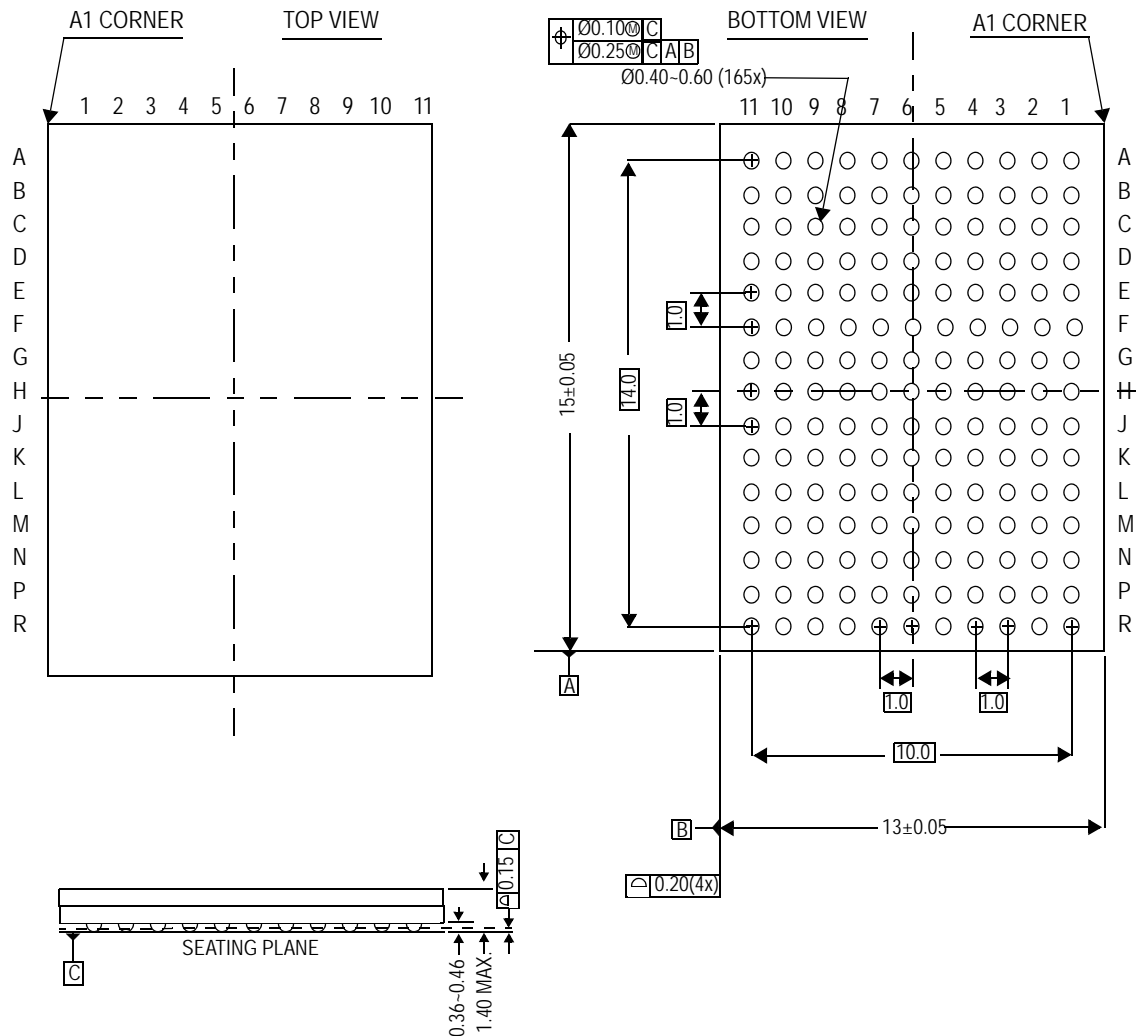 A1 CORNER
TOP VIEW
1 2 3 4 5 6 7 8 9 10 11
A
B
C
D
E
F
G
H
J
K
L
M
N
P
R
Ø0.10Ⓜ C
Ø0.25Ⓜ C A B
BOTTOM VIEW
A1 CORNER
Ø0.40~0.60 (165x)
11 10 9 8 7 6 5 4 3 2 1
A
B
C
D
E
F
G
H
J
K
L
M
N
P
R
15±0.05
14.0
1.0
1.0
A
1.0
1.0
10.0
B
13±0.05
0.20(4x)
0.15 C
SEATING PLANE
C
0.36~0.46
1.40 MAX.